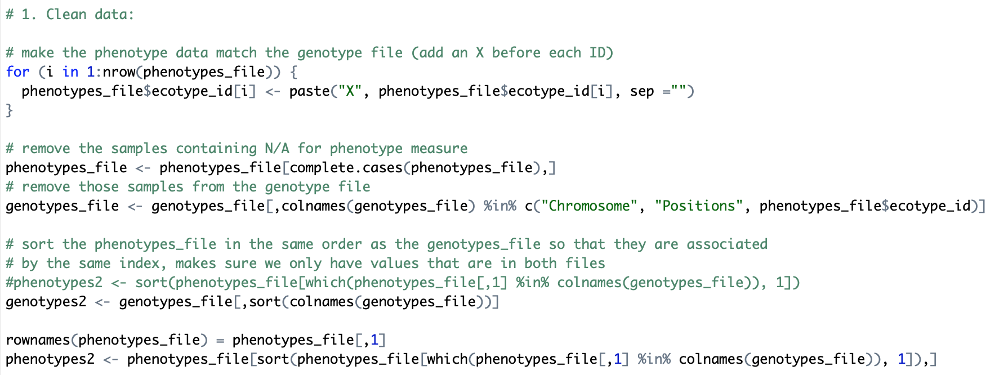 # 1. Clean data:
# make the phenotype data match the genotype file (add an X before each ID)
for (i in 1:nrow(phenotypes_file)) {
  phenotypes_file$ecotype_id[i] <- paste("X", phenotypes_file$ecotype_id[i], sep ="")
}
# remove the samples containing N/A for phenotype measure
phenotypes_file <- phenotypes_file[complete.cases(phenotypes_file),]
# remove those samples from the genotype file
genotypes_file <- genotypes_file[,colnames(genotypes_file) %in% c("Chromosome", "Positions", phenotypes_file$ecotype_id)]
# sort the phenotypes_file in the same order as the genotypes_file so that they are associated
# by the same index, makes sure we only have values that are in both files
#phenotypes2 <- sort(phenotypes_file[which(phenotypes_file[,1] %in% colnames(genotypes_file)), 1])
genotypes2 <- genotypes_file[,sort(colnames(genotypes_file))]
rownames(phenotypes_file) = phenotypes_file[,1]
phenotypes2 <- phenotypes_file[sort(phenotypes_file[which(phenotypes_file[,1] %in% colnames(genotypes_file)), 1]),]